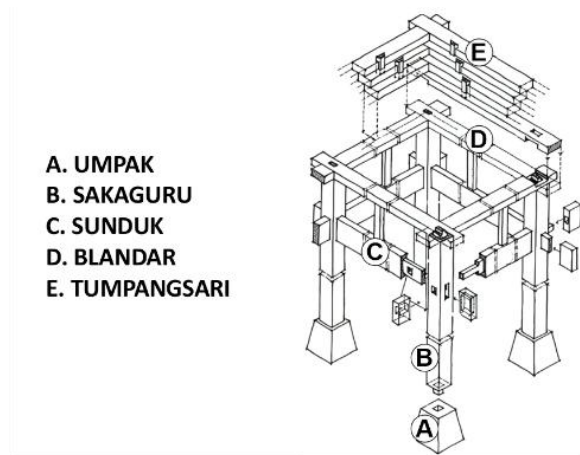 A. UMPAK
B. SAKAGURU
C. SUNDUK
D. BLANDAR
E. TUMPANGSARI
E
D
C
B
A